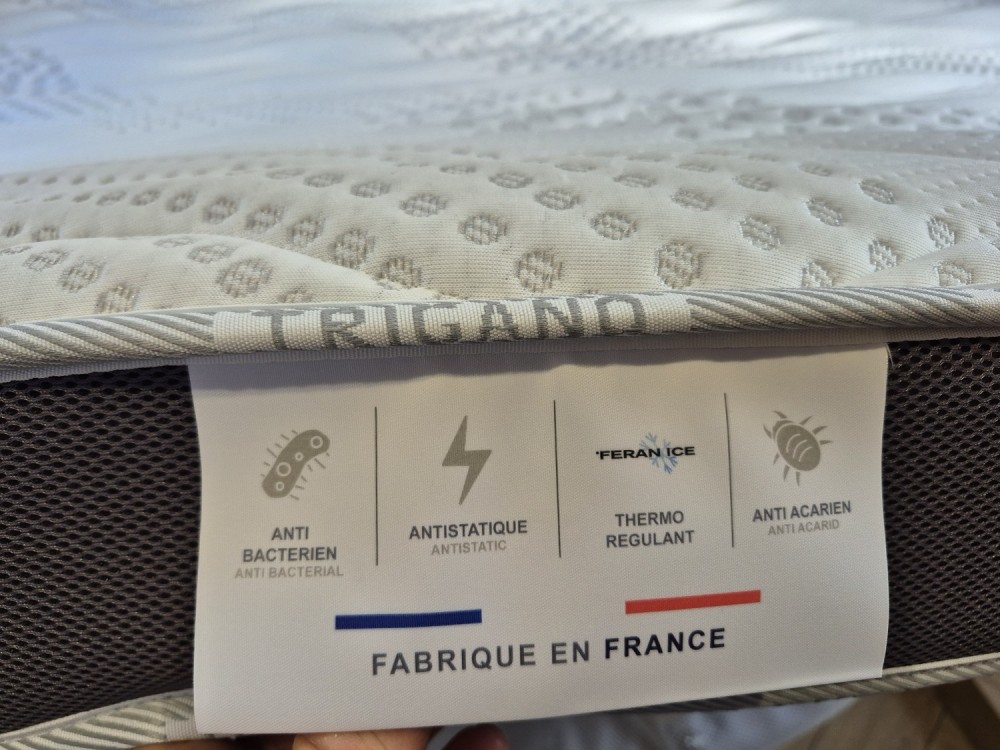 TRIGANO
ANTI
BACTERIEN
ANTI BACTERIAL
ANTISTATIQUE
ANTISTATIC
°FERAN ICE
THERMO
REGULANT
ANTI ACARIEN
ANTI ACARID
FABRIQUE EN FRANCE